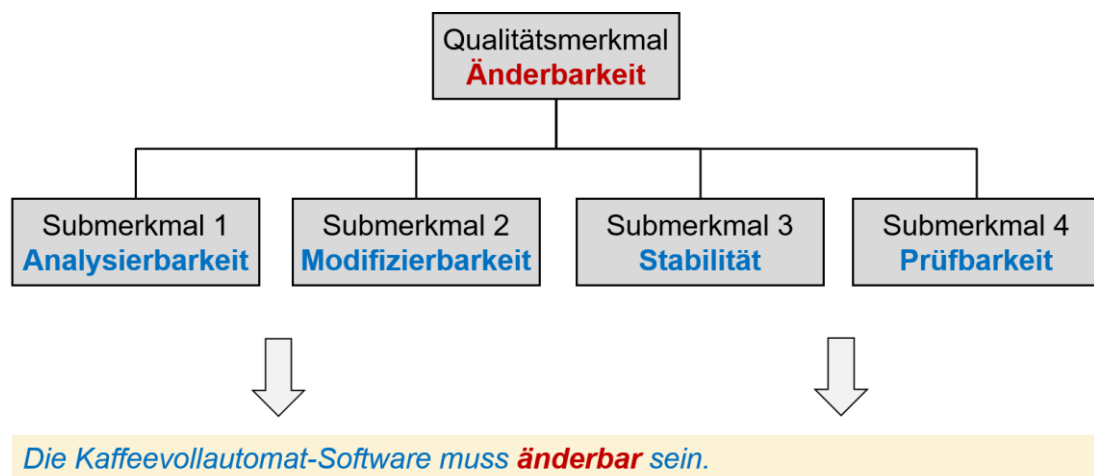 Qualitätsmerkmal
Änderbarkeit
Submerkmal 1
Analysierbarkeit
Submerkmal 2
Modifizierbarkeit
Submerkmal 3
Stabilität
Submerkmal 4
Prüfbarkeit
Die Kaffeevollautomat-Software muss änderbar sein.